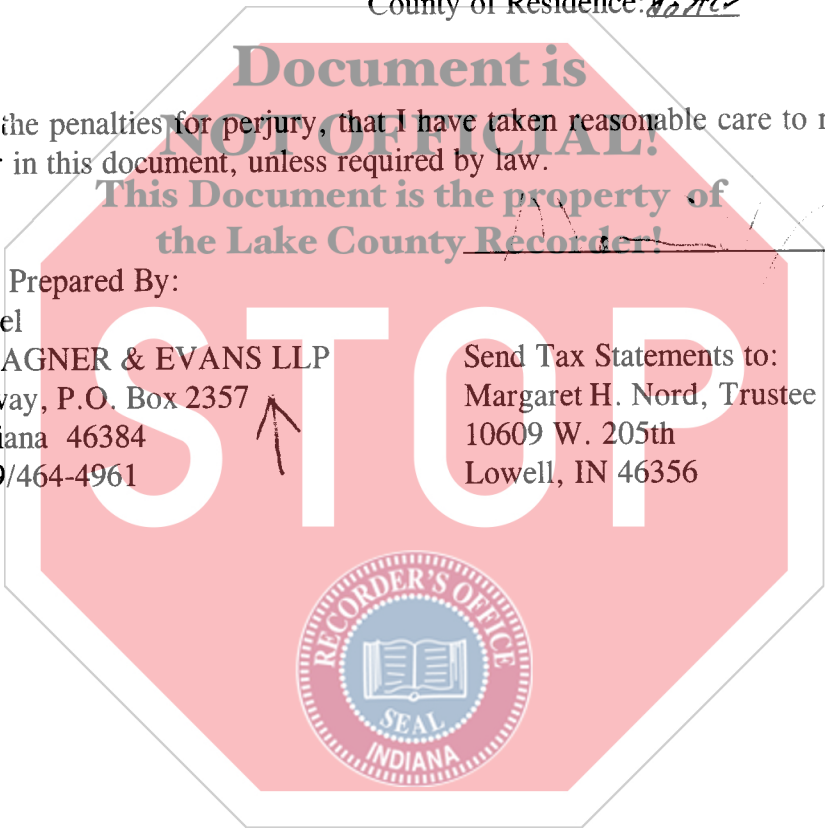 County of Residence:
Document is
the penalties for perjury, that I have taken reasonable care to
NOT OFFICIAL!
in this document, unless required by law.
This Document is the property of
the Lake County Recorder!
Prepared By:
el
AGNER & EVANS LLP
way, P.O. Box 2357
iana 46384
/464-4961
Send Tax Statements to:
Margaret H. Nord, Trustee
10609 W. 205th
Lowell, IN 46356
STOP
RECORDER'S OFFICE
SEAL
INDIANA